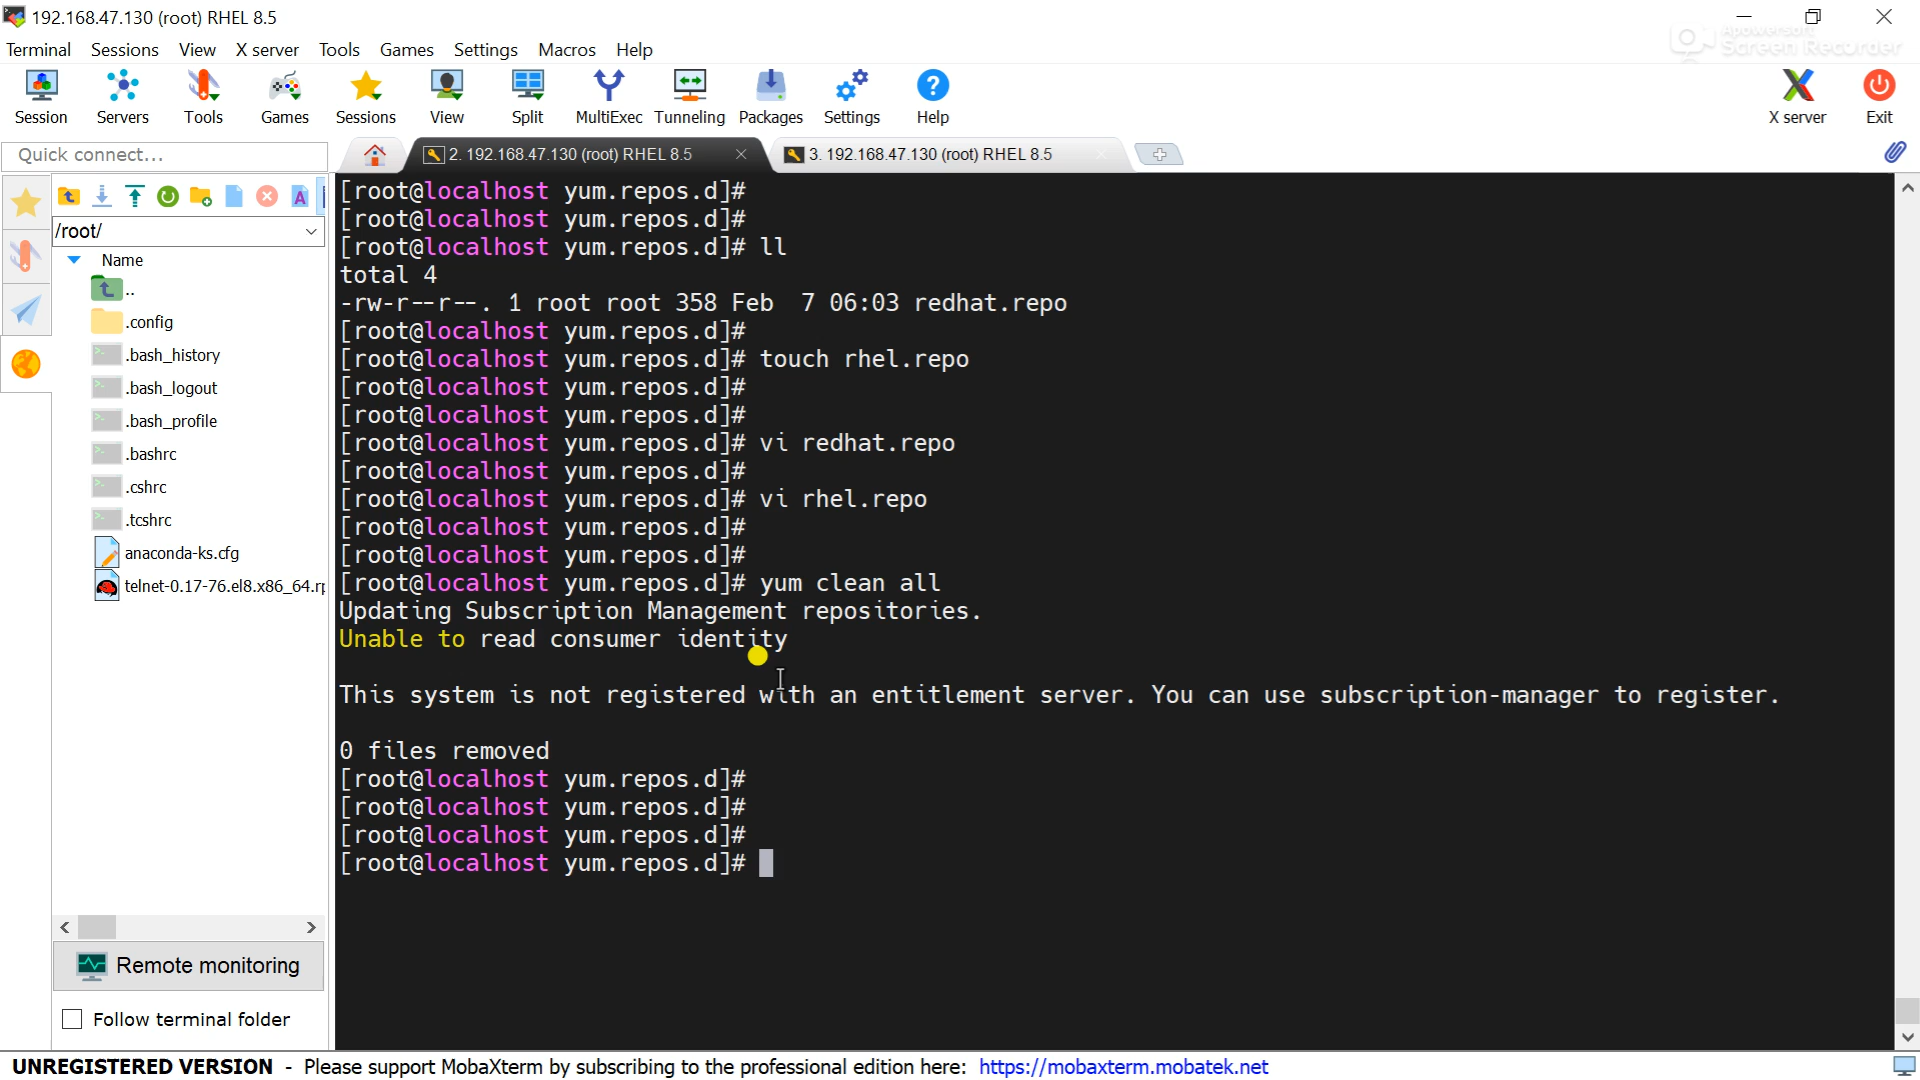 192.168.47.130 (root) RHEL 8.5
Apowersoft
Screen Recorder
Terminal Sessions View X server Tools Games Settings Macros Help
Session Servers Tools Games Sessions View Split MultiExec Tunneling Packages Settings Help X server Exit
Quick connect...
2. 192.168.47.130 (root) RHEL 8.5
3. 192.168.47.130 (root) RHEL 8.5
/root/
Name
..
.config
.bash_history
.bash_logout
.bash_profile
.bashrc
.cshrc
.tcshrc
anaconda-ks.cfg
telnet-0.17-76.el8.x86_64.rp
Remote monitoring
Follow terminal folder
[root@localhost yum.repos.d]#
[root@localhost yum.repos.d]#
[root@localhost yum.repos.d]# ll
total 4
-rw-r--r--. 1 root root 358 Feb  7 06:03 redhat.repo
[root@localhost yum.repos.d]#
[root@localhost yum.repos.d]# touch rhel.repo
[root@localhost yum.repos.d]#
[root@localhost yum.repos.d]#
[root@localhost yum.repos.d]# vi redhat.repo
[root@localhost yum.repos.d]#
[root@localhost yum.repos.d]# vi rhel.repo
[root@localhost yum.repos.d]#
[root@localhost yum.repos.d]#
[root@localhost yum.repos.d]# yum clean all
Updating Subscription Management repositories.
Unable to read consumer identity
This system is not registered with an entitlement server. You can use subscription-manager to register.
0 files removed
[root@localhost yum.repos.d]#
[root@localhost yum.repos.d]#
[root@localhost yum.repos.d]#
[root@localhost yum.repos.d]#
UNREGISTERED VERSION - Please support MobaXterm by subscribing to the professional edition here: https://mobaxterm.mobatek.net